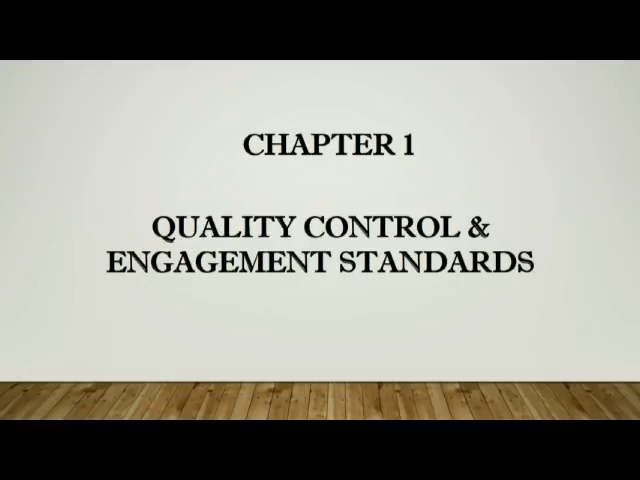 CHAPTER 1
QUALITY CONTROL &
ENGAGEMENT STANDARDS